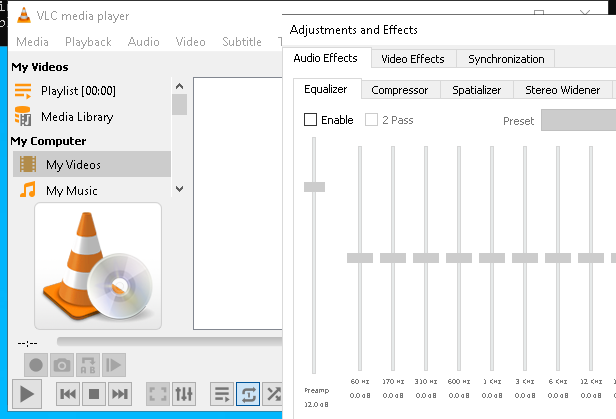 VLC media player
Media Playback Audio Video Subtitle T
My Videos
Playlist [00:00]
Media Library
My Computer
My Videos
My Music
--:--
Adjustments and Effects
Audio Effects Video Effects Synchronization
Equalizer Compressor Spatializer Stereo Widener
Enable 2 Pass Preset
60 Hz 170 Hz 310 Hz 600 Hz 1 KHz 3 KHz 6 KHz 12 KHz
Preamp 0.0 dB 0.0 dB 0.0 dB 0.0 dB 0.0 dB 0.0 dB 0.0 dB 0.0 dB
12.0 dB